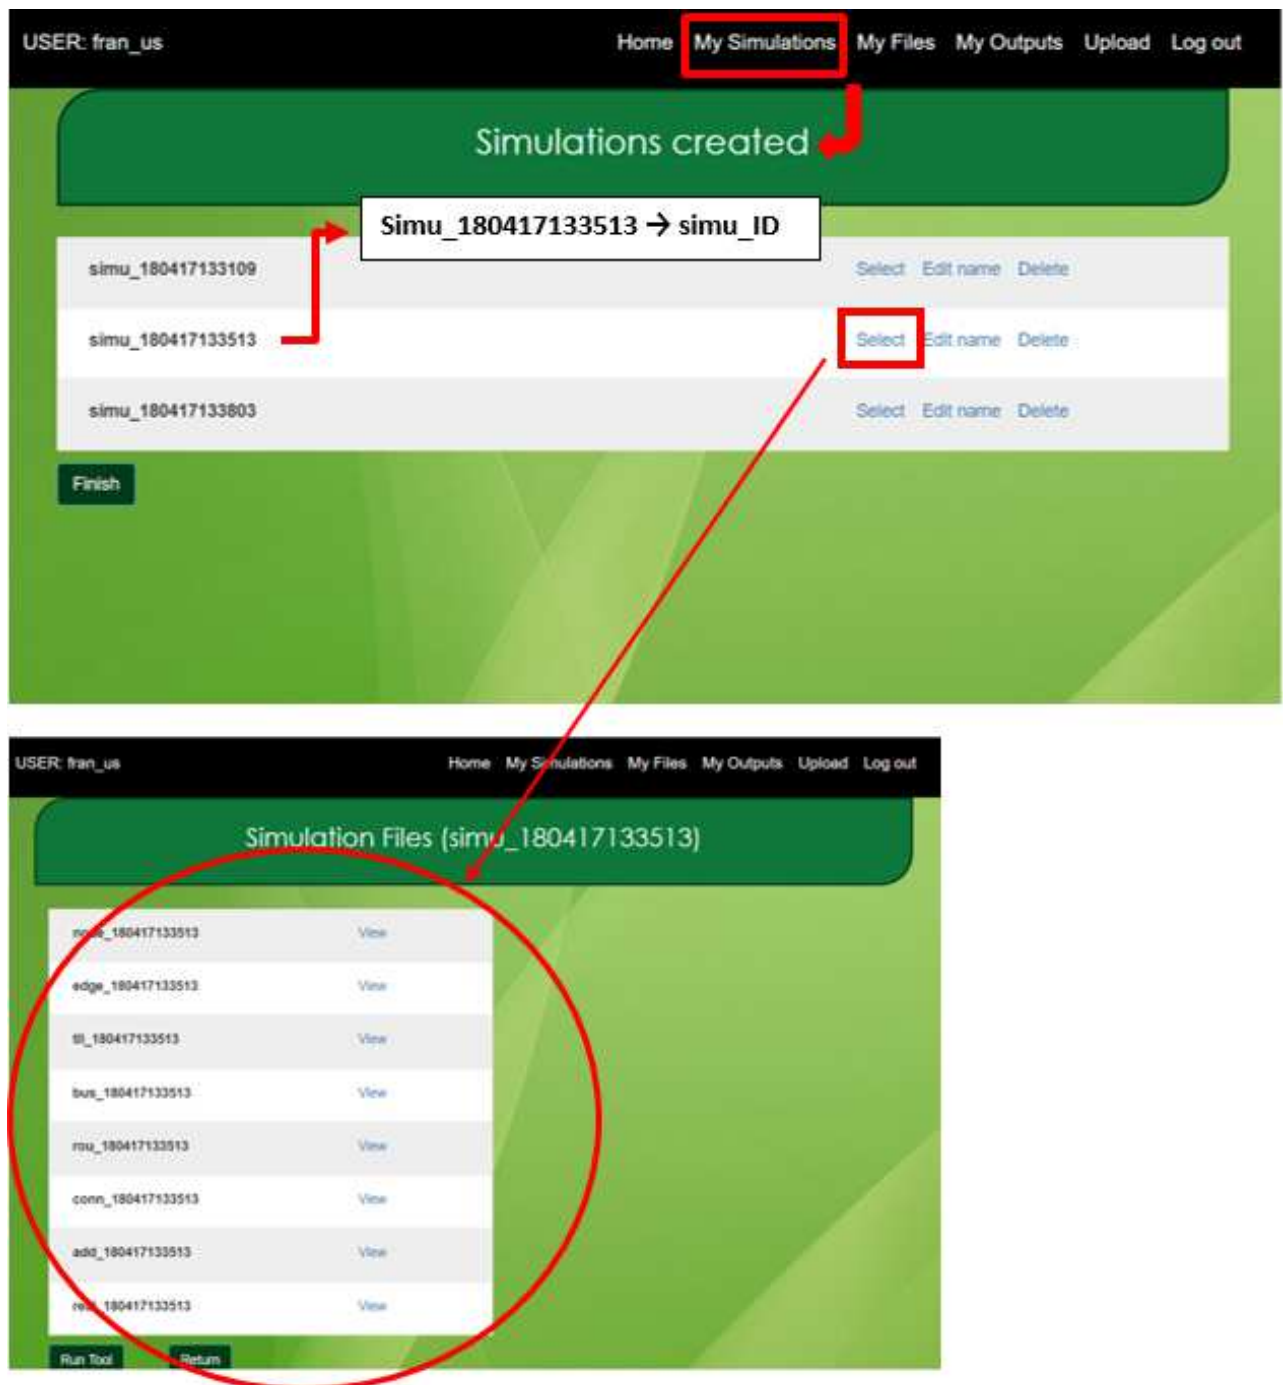 USER: fran_us Home My Simulations My Files My Outputs Upload Log out
Simulations created
Simu_180417133513 → simu_ID
simu_180417133109 Select Edit name Delete
simu_180417133513 Select Edit name Delete
simu_180417133803 Select Edit name Delete
Finish
USER: fran_us Home My Simulations My Files My Outputs Upload Log out
Simulation Files (simu_180417133513)
node_180417133513 View
edge_180417133513 View
View
bus_180417133513 View
rou_180417133513 View
conn_180417133513 View
add_180417133513 View
View
Run Tool Return